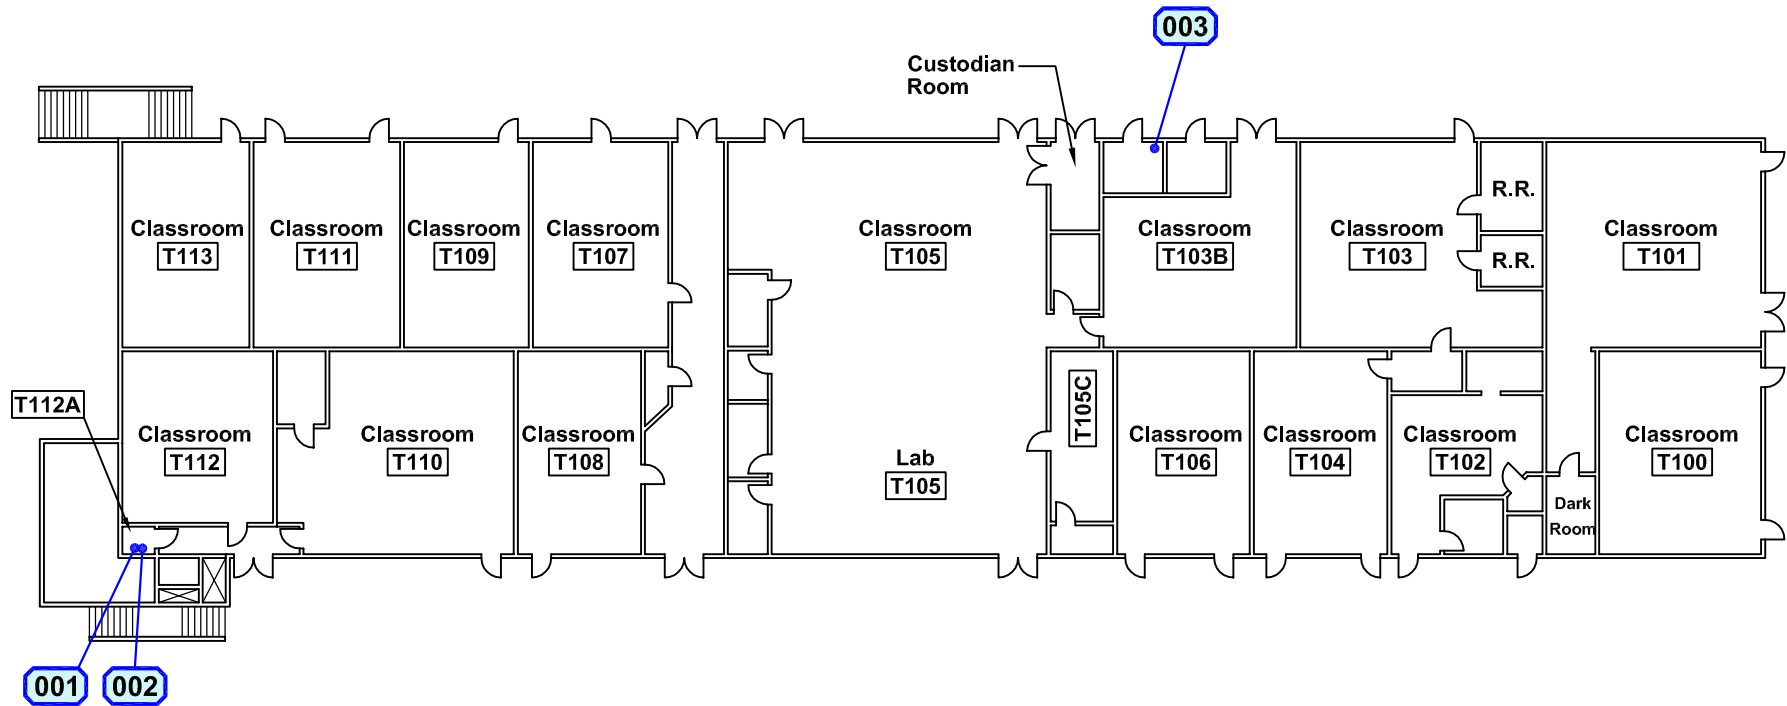 003
Custodian
Room
Classroom
T113
Classroom
T111
Classroom
T109
Classroom
T107
Classroom
T105
Classroom
T103B
Classroom
T103
R.R.
R.R.
Classroom
T101
T112A
Classroom
T112
Classroom
T110
Classroom
T108
Lab
T105
T105C
Classroom
T106
Classroom
T104
Classroom
T102
Dark
Room
Classroom
T100
001
002